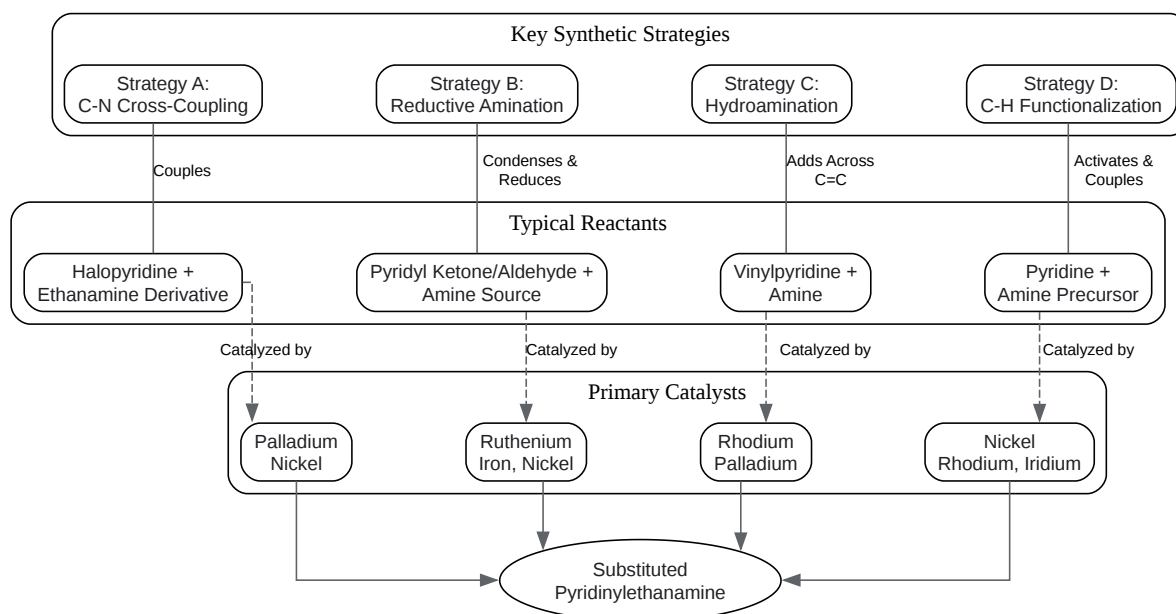 Key Synthetic Strategies
Strategy A:
C-N Cross-Coupling
Strategy B:
Reductive Amination
Strategy C:
Hydroamination
Strategy D:
C-H Functionalization
Couples
Condenses &
Reduces
Adds Across
C=C
Activates &
Couples
Typical Reactants
Halopyridine +
Ethanamine Derivative
Pyridyl Ketone/Aldehyde +
Amine Source
Vinylpyridine +
Amine
Pyridine +
Amine Precursor
Catalyzed by
Catalyzed by
Catalyzed by
Catalyzed by
Primary Catalysts
Palladium
Nickel
Ruthenium
Iron, Nickel
Rhodium
Palladium
Nickel
Rhodium, Iridium
Substituted
Pyridinylethanamine